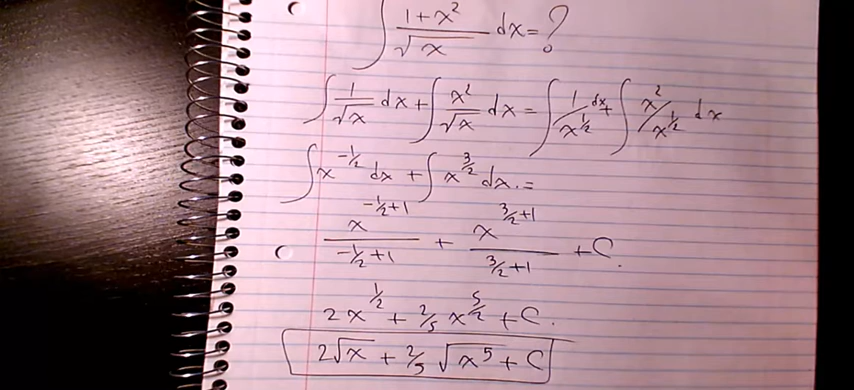 ∫ (1+x²)/√x dx = ?
∫ 1/√x dx + ∫ x²/√x dx = ∫ 1/x^(1/2) dx + ∫ x²/x^(1/2) dx
∫ x^(-1/2) dx + ∫ x^(3/2) dx. =
x^(-1/2+1)/(-1/2+1) + x^(3/2+1)/(3/2+1) + C.
2x^(1/2) + 2/5 x^(5/2) + C.
2√x + 2/5 √(x⁵) + C